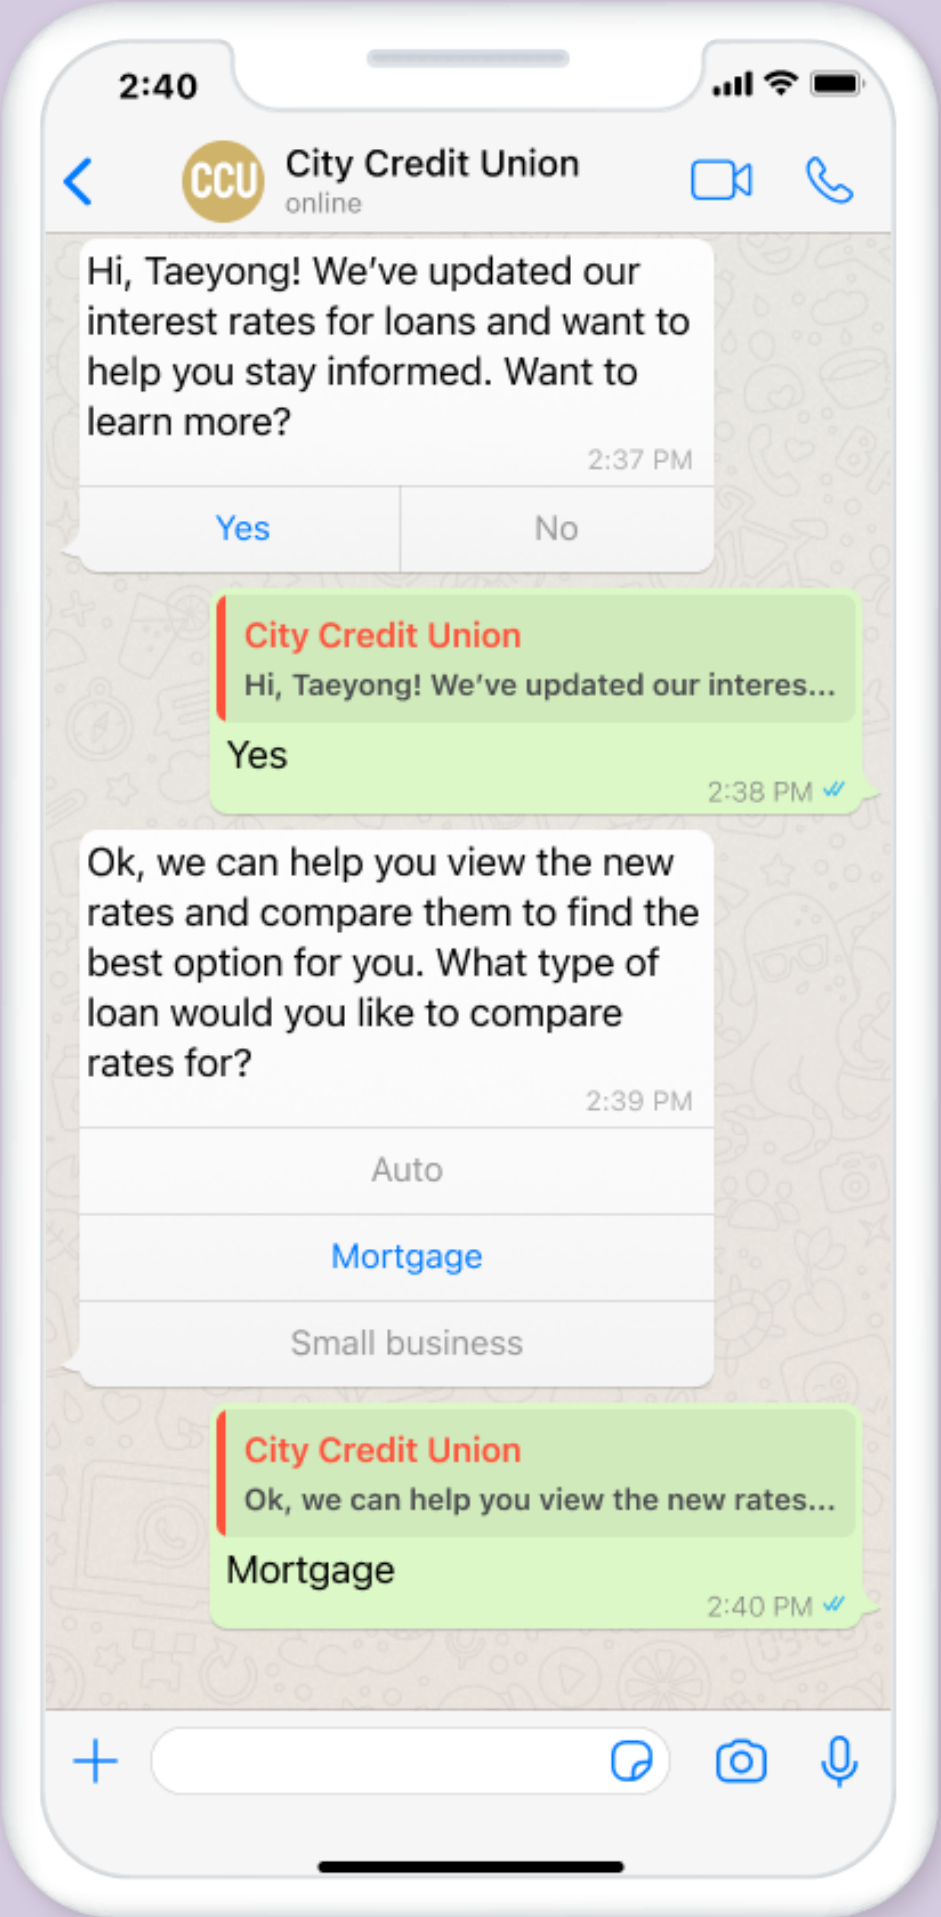 2:40
CCU
City Credit Union
online
Hi, Taeyong! We’ve updated our
interest rates for loans and want to
help you stay informed. Want to
learn more?
2:37 PM
Yes
No
City Credit Union
Hi, Taeyong! We’ve updated our interes...
Yes
2:38 PM
Ok, we can help you view the new
rates and compare them to find the
best option for you. What type of
loan would you like to compare
rates for?
2:39 PM
Auto
Mortgage
Small business
City Credit Union
Ok, we can help you view the new rates...
Mortgage
2:40 PM